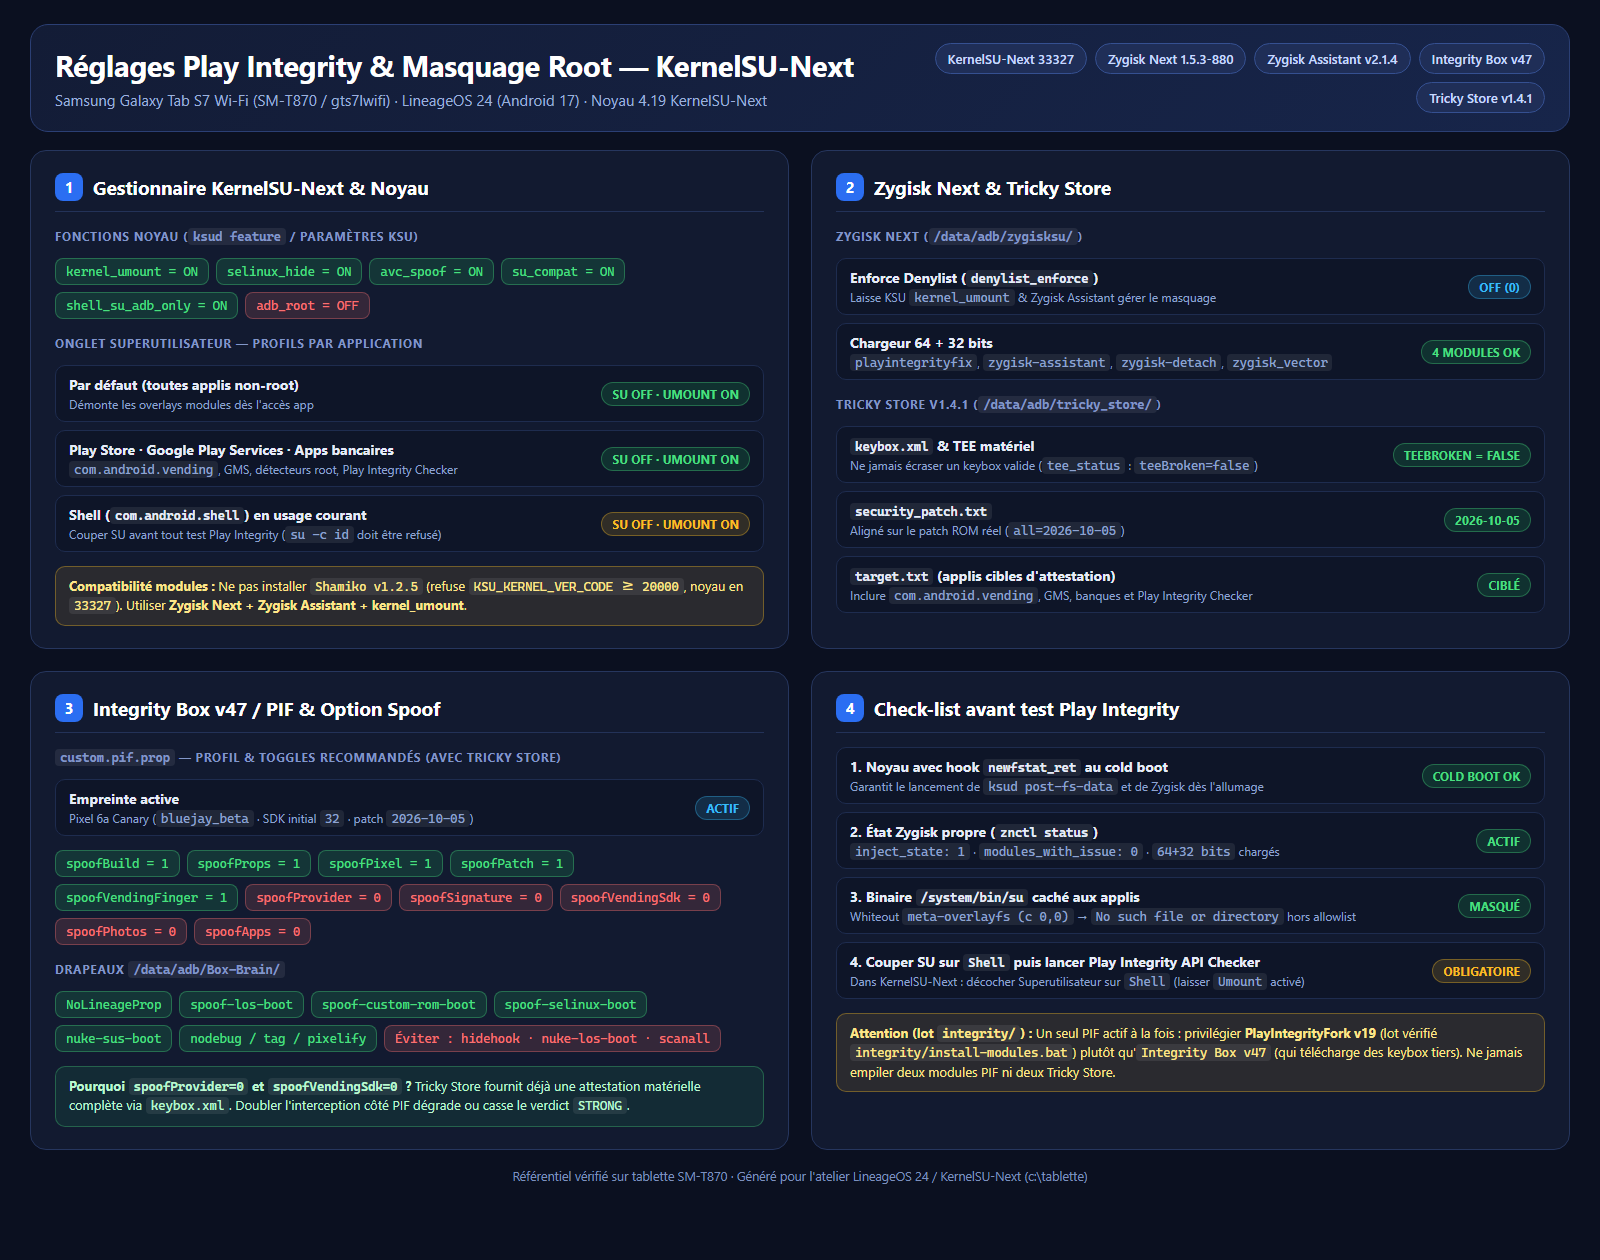 Réglages Play Integrity & Masquage Root — KernelSU-Next
Samsung Galaxy Tab S7 Wi-Fi (SM-T870 / gts7lwifi) · LineageOS 24 (Android 17) · Noyau 4.19 KernelSU-Next
KernelSU-Next 33327
Zygisk Next 1.5.3-880
Zygisk Assistant v2.1.4
Integrity Box v47
Tricky Store v1.4.1
1 Gestionnaire KernelSU-Next & Noyau
FONCTIONS NOYAU ( ksud feature / PARAMÈTRES KSU)
kernel_umount = ON
selinux_hide = ON
avc_spoof = ON
su_compat = ON
shell_su_adb_only = ON
adb_root = OFF
ONGLET SUPERUTILISATEUR — PROFILS PAR APPLICATION
Par défaut (toutes applis non-root)
Démonte les overlays modules dès l'accès app
SU OFF · UMOUNT ON
Play Store · Google Play Services · Apps bancaires
com.android.vending, GMS, détecteurs root, Play Integrity Checker
SU OFF · UMOUNT ON
Shell ( com.android.shell ) en usage courant
Couper SU avant tout test Play Integrity ( su -c id doit être refusé)
SU OFF · UMOUNT ON
Compatibilité modules : Ne pas installer Shamiko v1.2.5 (refuse KSU_KERNEL_VER_CODE ≥ 20000, noyau en
33327 ). Utiliser Zygisk Next + Zygisk Assistant + kernel_umount.
2 Zygisk Next & Tricky Store
ZYGISK NEXT ( /data/adb/zygisksu/ )
Enforce Denylist ( denylist_enforce )
Laisse KSU kernel_umount & Zygisk Assistant gérer le masquage
OFF (0)
Chargeur 64 + 32 bits
playintegrityfix, zygisk-assistant, zygisk-detach, zygisk_vector
4 MODULES OK
TRICKY STORE V1.4.1 ( /data/adb/tricky_store/ )
keybox.xml & TEE matériel
Ne jamais écraser un keybox valide ( tee_status : teeBroken=false )
TEEBROKEN = FALSE
security_patch.txt
Aligné sur le patch ROM réel ( all=2026-10-05 )
2026-10-05
target.txt (applis cibles d'attestation)
Inclure com.android.vending, GMS, banques et Play Integrity Checker
CIBLÉ
3 Integrity Box v47 / PIF & Option Spoof
custom.pif.prop — PROFIL & TOGGLES RECOMMANDÉS (AVEC TRICKY STORE)
Empreinte active
Pixel 6a Canary ( bluejay_beta · SDK initial 32 · patch 2026-10-05 )
ACTIF
spoofBuild = 1
spoofProps = 1
spoofPixel = 1
spoofPatch = 1
spoofVendingFinger = 1
spoofProvider = 0
spoofSignature = 0
spoofVendingSdk = 0
spoofPhotos = 0
spoofApps = 0
DRAPEAUX /data/adb/Box-Brain/
NoLineageProp
spoof-los-boot
spoof-custom-rom-boot
spoof-selinux-boot
nuke-sus-boot
nodebug / tag / pixelify
Éviter : hidehook · nuke-los-boot · scanall
Pourquoi spoofProvider=0 et spoofVendingSdk=0 ? Tricky Store fournit déjà une attestation matérielle
complète via keybox.xml. Doubler l'interception côté PIF dégrade ou casse le verdict STRONG.
4 Check-list avant test Play Integrity
1. Noyau avec hook newfstat_ret au cold boot
Garantit le lancement de ksud post-fs-data et de Zygisk dès l'allumage
COLD BOOT OK
2. État Zygisk propre ( znctl status )
inject_state: 1 · modules_with_issue: 0 · 64+32 bits chargés
ACTIF
3. Binaire /system/bin/su caché aux applis
Whiteout meta-overlayfs (c 0,0) → No such file or directory hors allowlist
MASQUÉ
4. Couper SU sur Shell puis lancer Play Integrity API Checker
Dans KernelSU-Next : décocher Superutilisateur sur Shell (laisser Umount activé)
OBLIGATOIRE
Attention (lot integrity/ ) : Un seul PIF actif à la fois : privilégier PlayIntegrityFork v19 (lot vérifié
integrity/install-modules.bat ) plutôt qu' Integrity Box v47 (qui télécharge des keybox tiers). Ne jamais
empiler deux modules PIF ni deux Tricky Store.
Référentiel vérifié sur tablette SM-T870 · Généré pour l'atelier LineageOS 24 / KernelSU-Next (c:\tablette)